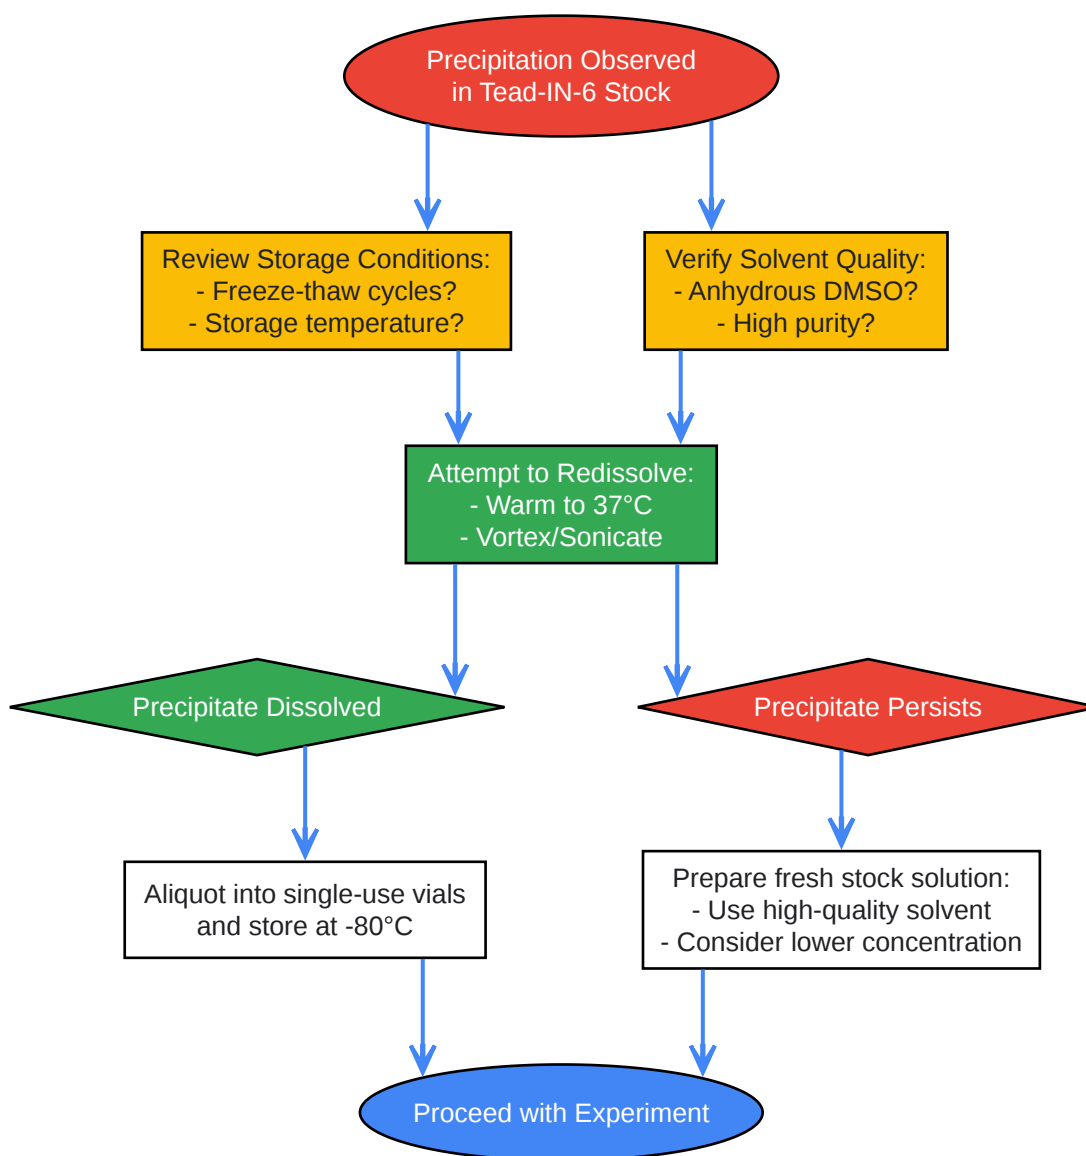 Precipitation Observed
in Tead-IN-6 Stock
Review Storage Conditions:
- Freeze-thaw cycles?
- Storage temperature?
Verify Solvent Quality:
- Anhydrous DMSO?
- High purity?
Attempt to Redissolve:
- Warm to 37°C
- Vortex/Sonicate
Precipitate Dissolved
Precipitate Persists
Aliquot into single-use vials
and store at -80°C
Prepare fresh stock solution:
- Use high-quality solvent
- Consider lower concentration
Proceed with Experiment